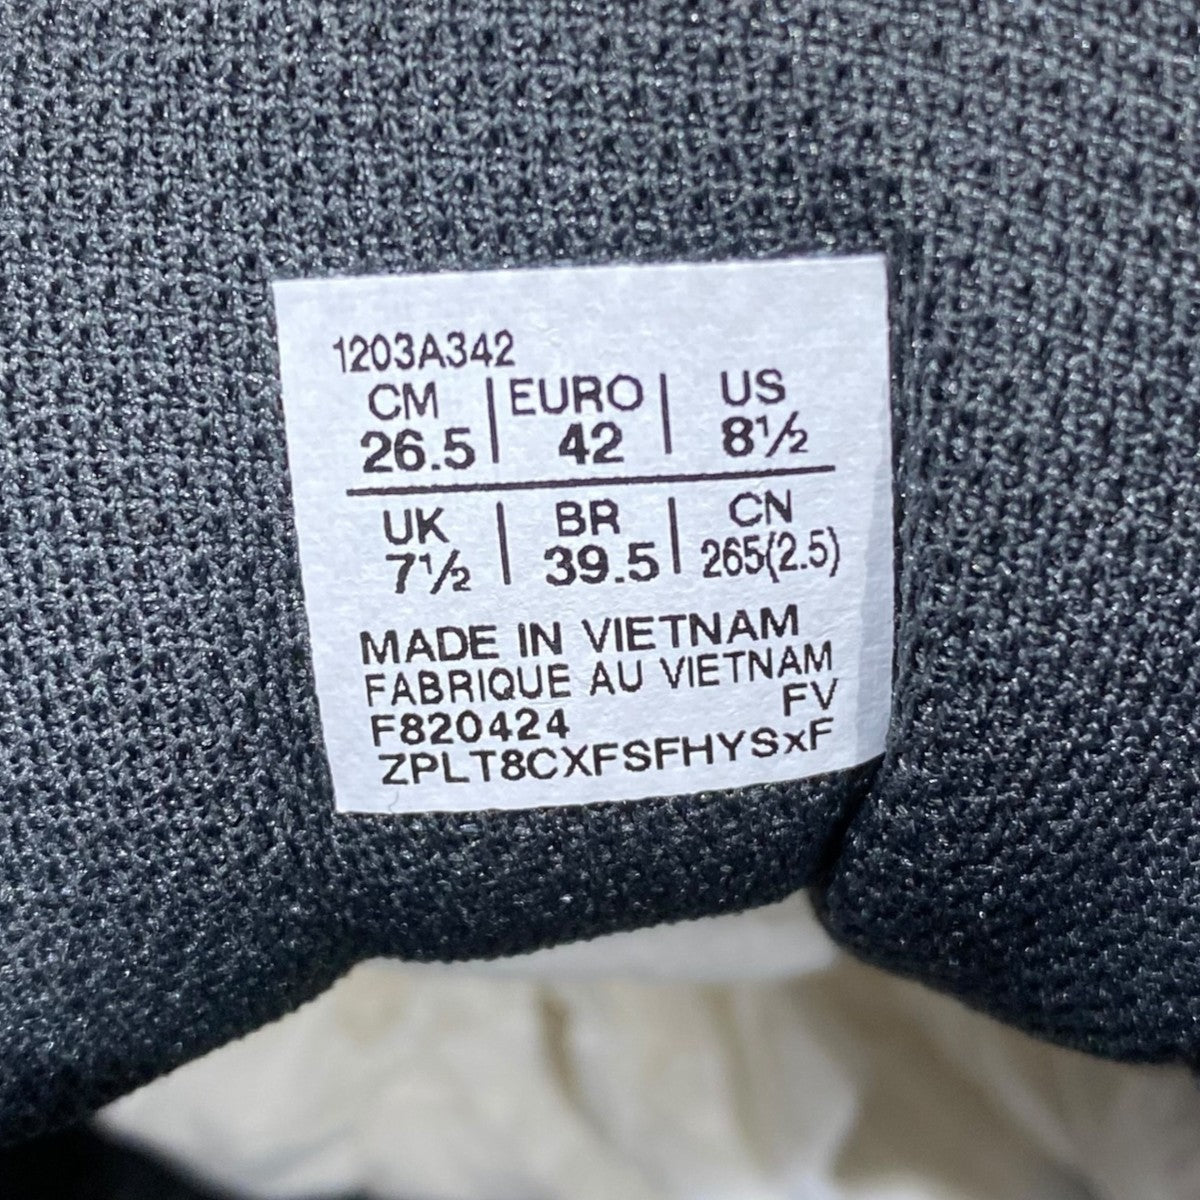 1203A342
CM | EURO | US
26.5 | 42 | 8½
UK | BR | CN
7½ | 39.5 | 265(2.5)
MADE IN VIETNAM
FABRIQUE AU VIETNAM
FV
F820424
ZPLT8CXFSFHYSxF